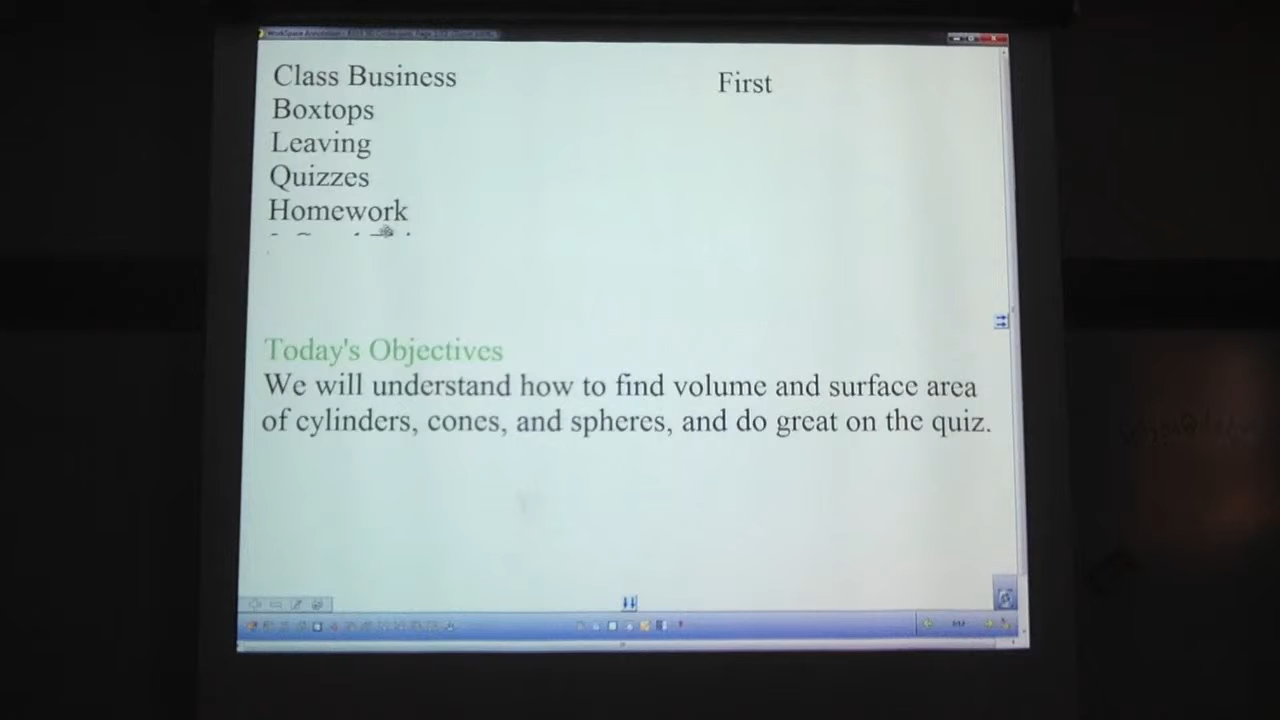 Class Business
First
Boxtops
Leaving
Quizzes
Homework
Today's Objectives
We will understand how to find volume and surface area
of cylinders, cones, and spheres, and do great on the quiz.